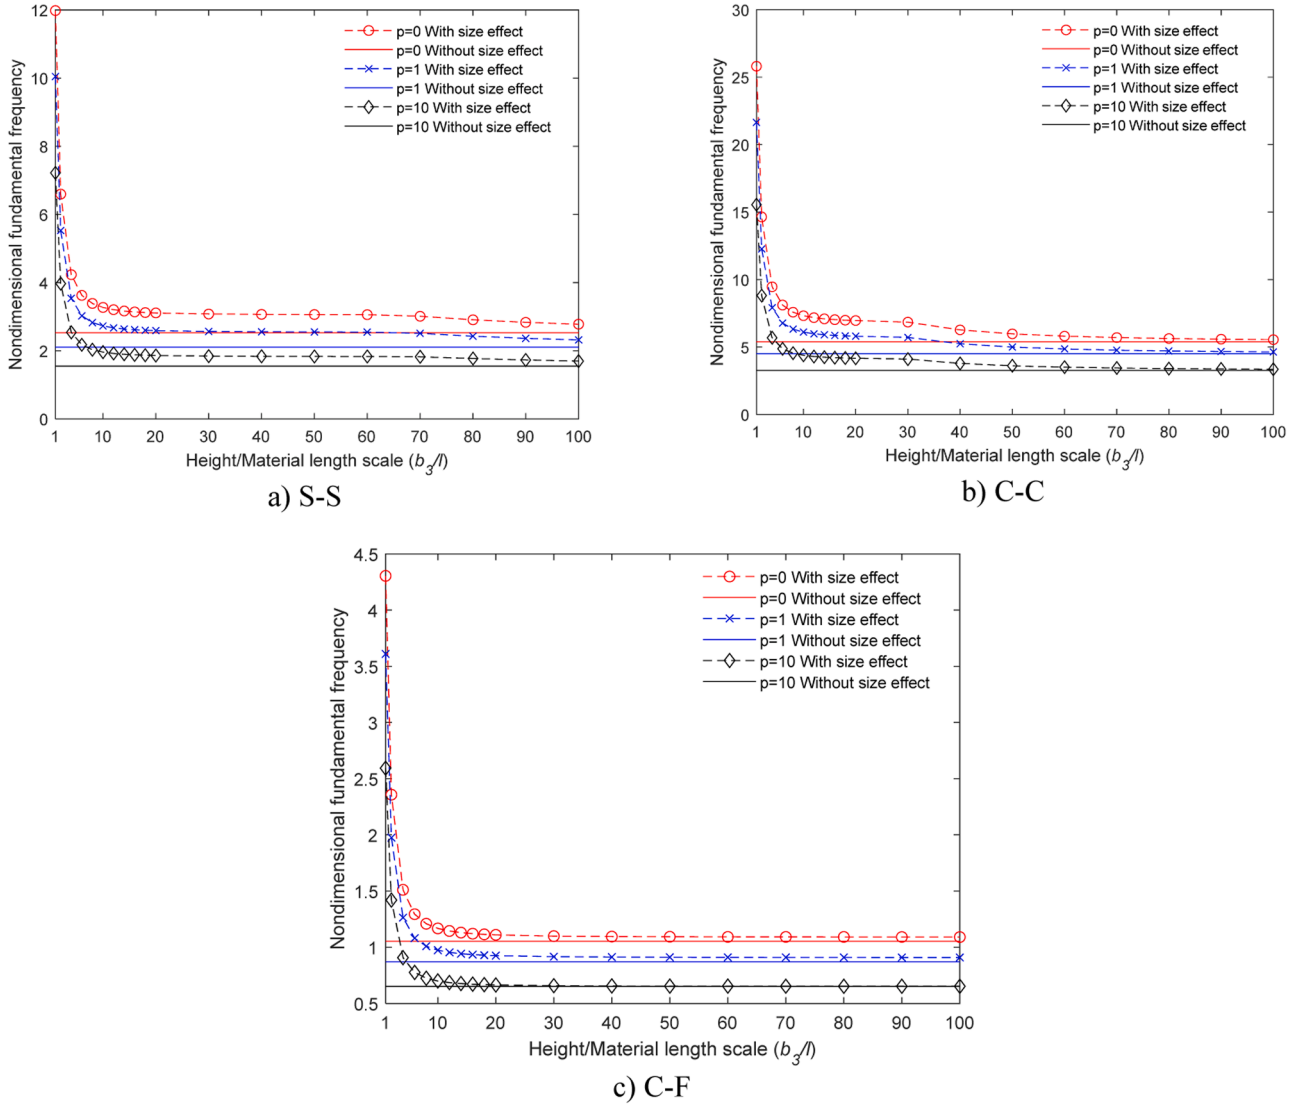 12
10
8
6
4
2
0
Nondimensional fundamental frequency
p=0 With size effect
p=0 Without size effect
p=1 With size effect
p=1 Without size effect
p=10 With size effect
p=10 Without size effect
1 10 20 30 40 50 60 70 80 90 100
Height/Material length scale (b_3/l)
a) S-S
30
25
20
15
10
5
0
Nondimensional fundamental frequency
p=0 With size effect
p=0 Without size effect
p=1 With size effect
p=1 Without size effect
p=10 With size effect
p=10 Without size effect
1 10 20 30 40 50 60 70 80 90 100
Height/Material length scale (b_3/l)
b) C-C
4.5
4
3.5
3
2.5
2
1.5
1
0.5
Nondimensional fundamental frequency
p=0 With size effect
p=0 Without size effect
p=1 With size effect
p=1 Without size effect
p=10 With size effect
p=10 Without size effect
1 10 20 30 40 50 60 70 80 90 100
Height/Material length scale (b_3/l)
c) C-F